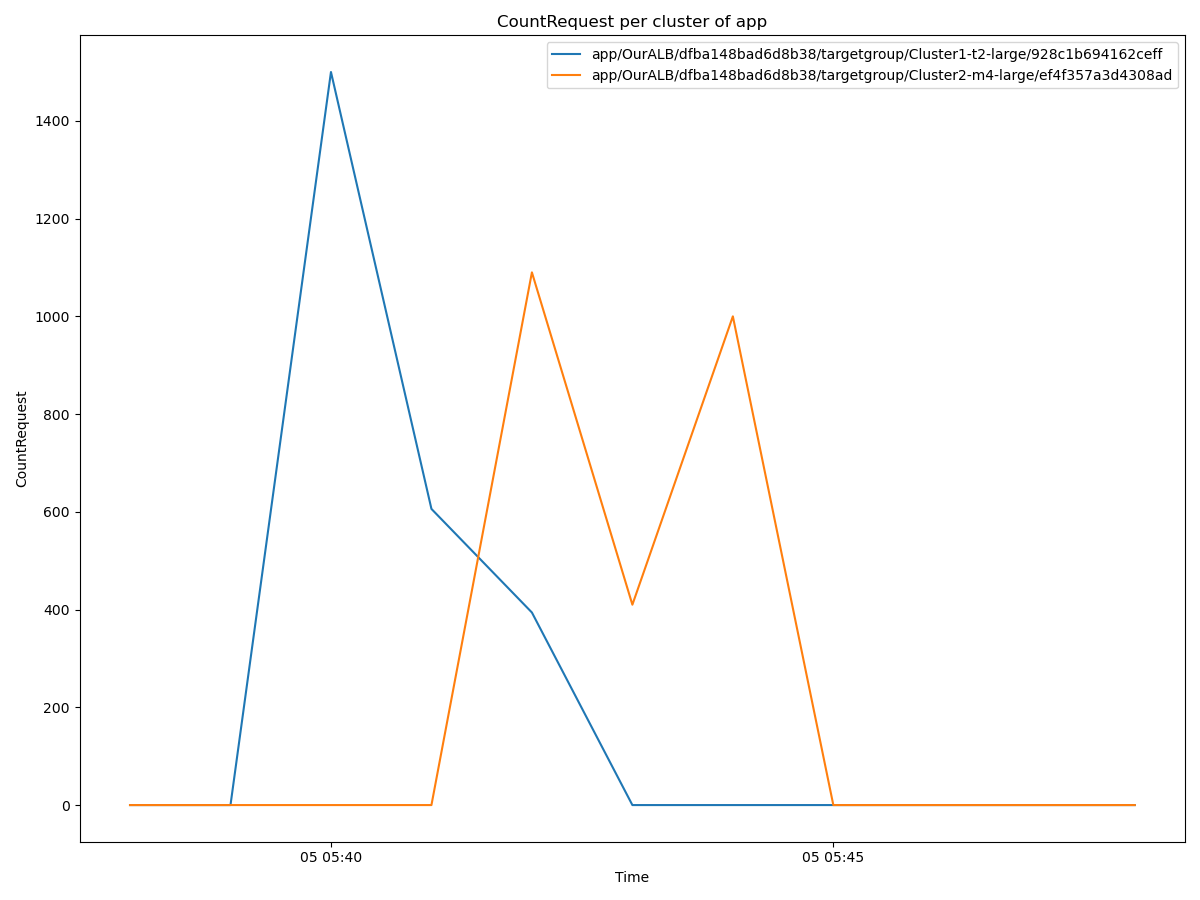 CountRequest per cluster of app
app/OurALB/dfba148bad6d8b38/targetgroup/Cluster1-t2-large/928c1b694162ceff
app/OurALB/dfba148bad6d8b38/targetgroup/Cluster2-m4-large/ef4f357a3d4308ad
1400
1200
1000
800
600
400
200
0
CountRequest
05 05:40
05 05:45
Time